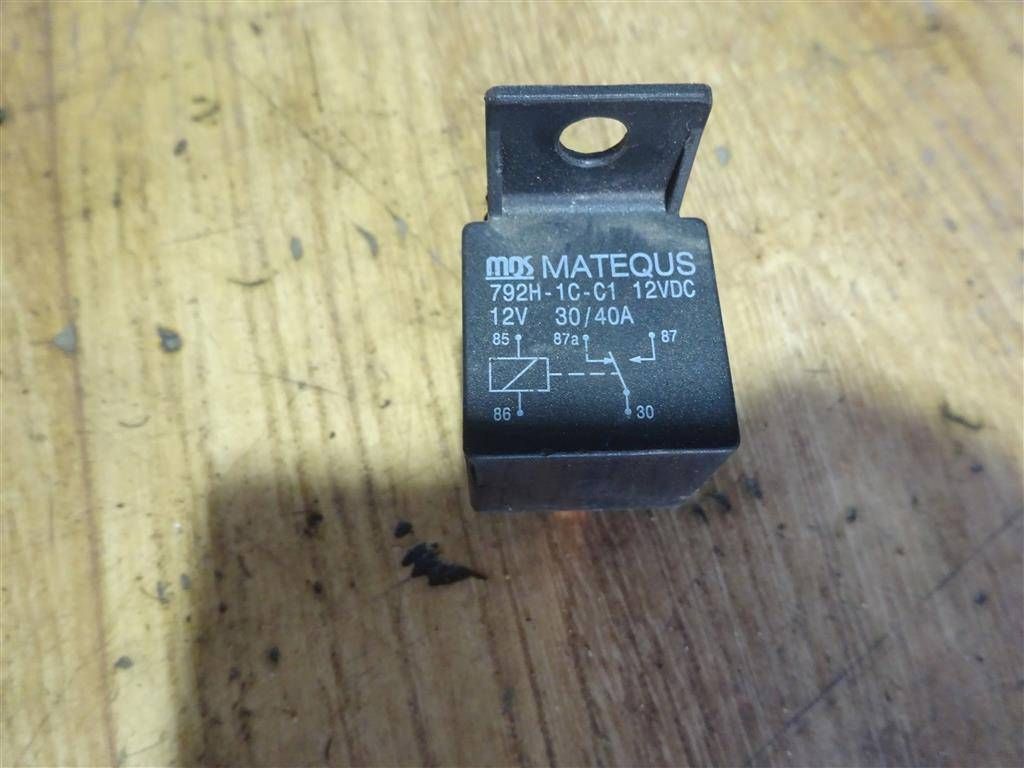 mos MATEQUS
792H-1C-C1 12VDC
12V 30/40A
85 87a 87
86 30